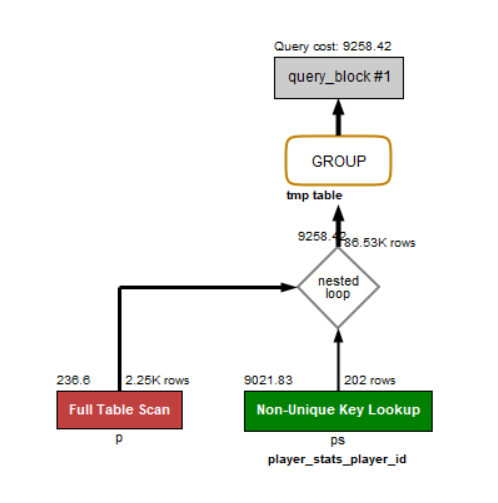 Query cost: 9258.42
query_block #1
GROUP
tmp table
9258.42
86.53K rows
nested
loop
236.6
2.25K rows
9021.83
202 rows
Full Table Scan
Non-Unique Key Lookup
p
ps
player_stats_player_id